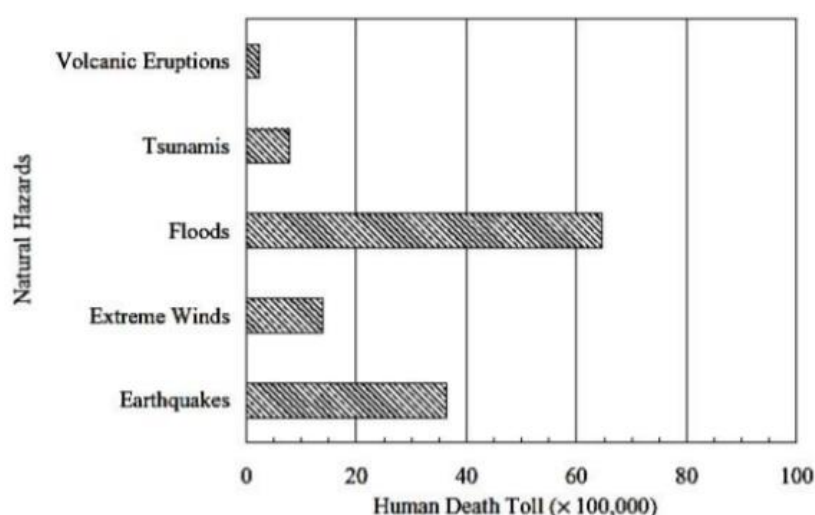 Natural Hazards
Volcanic Eruptions
Tsunamis
Floods
Extreme Winds
Earthquakes
0 20 40 60 80 100
Human Death Toll (× 100,000)